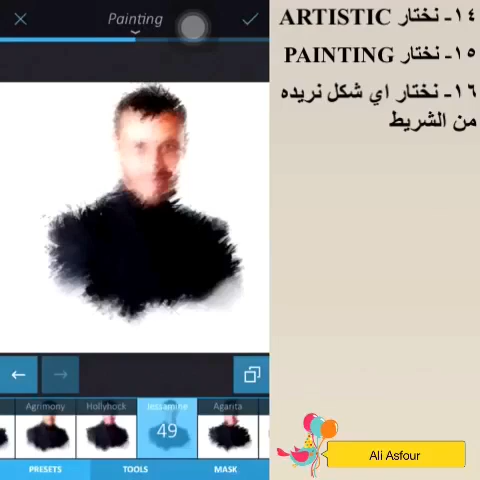 Painting
١٤- نختار ARTISTIC
١٥- نختار PAINTING
١٦- نختار اي شكل نريده
من الشريط
Agrimony
Hollyhock
Jessamine
Agarita
49
PRESETS
TOOLS
MASK
Ali Asfour